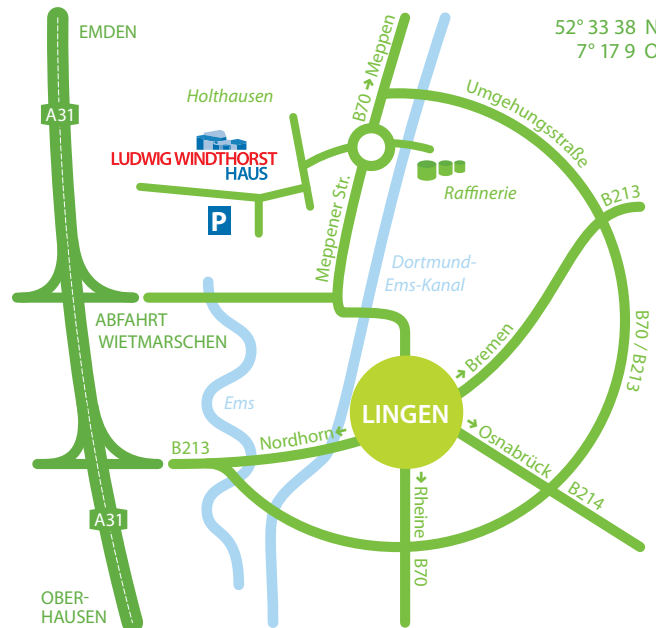 EMDEN
52° 33 38 N
7° 17 9 O
A31
Holthausen
B70 → Meppen
Umgehungsstraße
LUDWIG WINDTHORST
HAUS
Raffinerie
B213
P
Meppener Str.
Dortmund-
Ems-Kanal
ABFAHRT
WIETMARSCHEN
B70 / B213
Bremen
Ems
LINGEN
Nordhorn
Osnabrück
B213
B214
Rheine
B70
A31
OBER-
HAUSEN